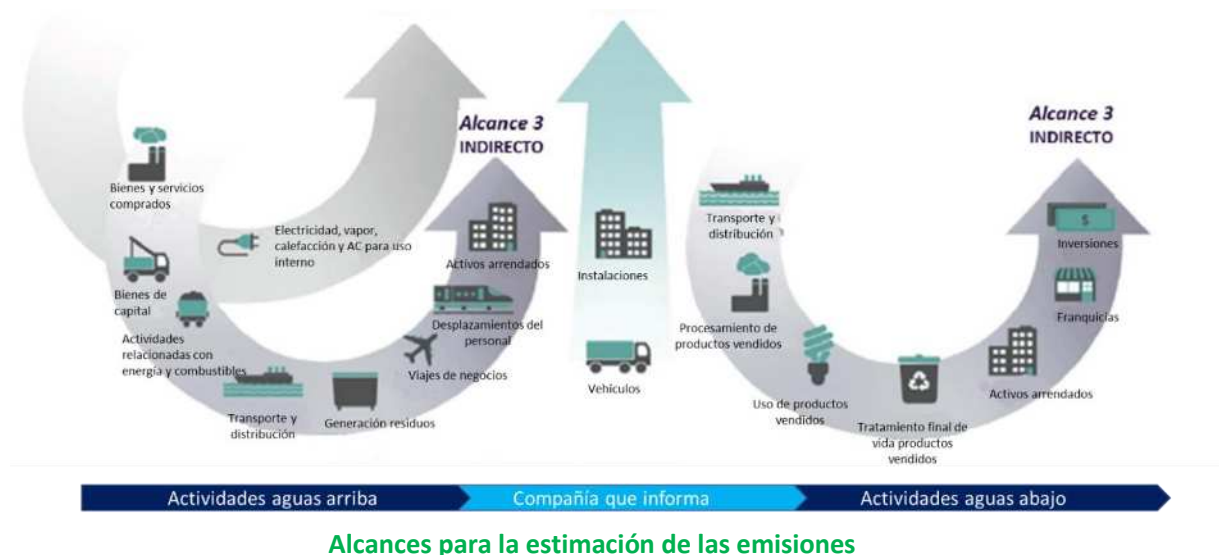 Alcance 3
INDIRECTO
Bienes y servicios
comprados
Electricidad, vapor,
calefacción y AC para uso
interno
Bienes de
capital
Actividades
relacionadas con
energía y combustibles
Transporte y
distribución
Generación residuos
Viajes de negocios
Desplazamientos del
personal
Activos arrendados
Instalaciones
Vehículos
Alcance 3
INDIRECTO
Transporte y
distribución
Procesamiento de
productos vendidos
Uso de productos
vendidos
Tratamiento final de
vida productos
vendidos
Activos arrendados
Franquicias
$
Inversiones
Actividades aguas arriba
Compañía que informa
Actividades aguas abajo
Alcances para la estimación de las emisiones